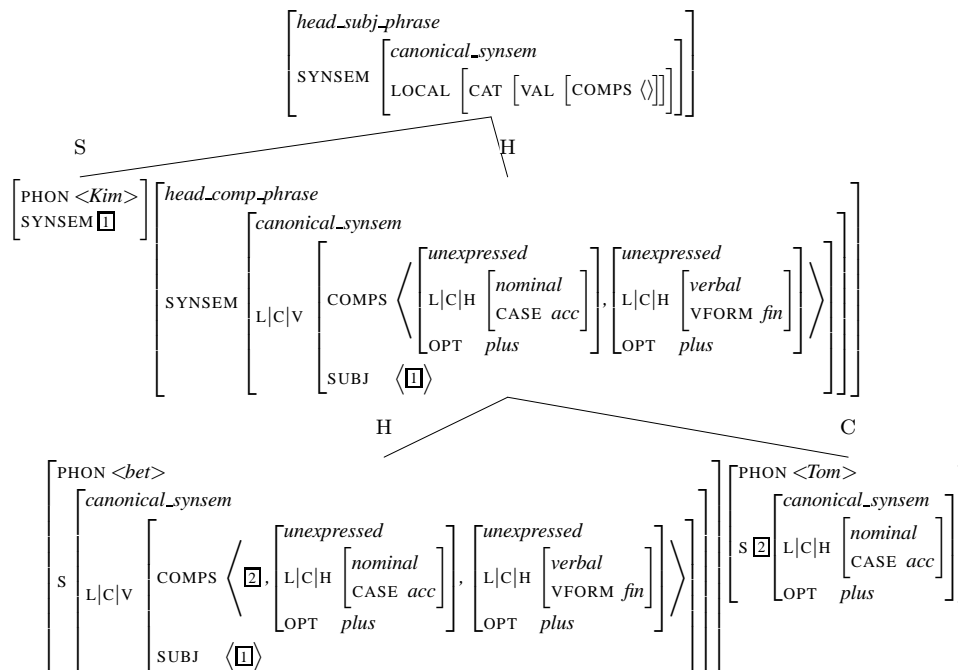 head_subj_phrase
canonical_synsem
SYNSEM
LOCAL [CAT [VAL [COMPS ⟨⟩]]]
S
H
PHON <Kim>
SYNSEM 1
head_comp_phrase
canonical_synsem
unexpressed
unexpressed
nominal
verbal
COMPS
L|C|H
,
L|C|H
SYNSEM
CASE acc
VFORM fin
L|C|V
OPT plus
OPT plus
SUBJ ⟨1⟩
H
C
PHON <bet>
PHON <Tom>
canonical_synsem
canonical_synsem
unexpressed
unexpressed
nominal
nominal
verbal
S 2 L|C|H
COMPS 2 , L|C|H
, L|C|H
CASE acc
S
CASE acc
VFORM fin
L|C|V
OPT plus
OPT plus
OPT plus
SUBJ ⟨1⟩